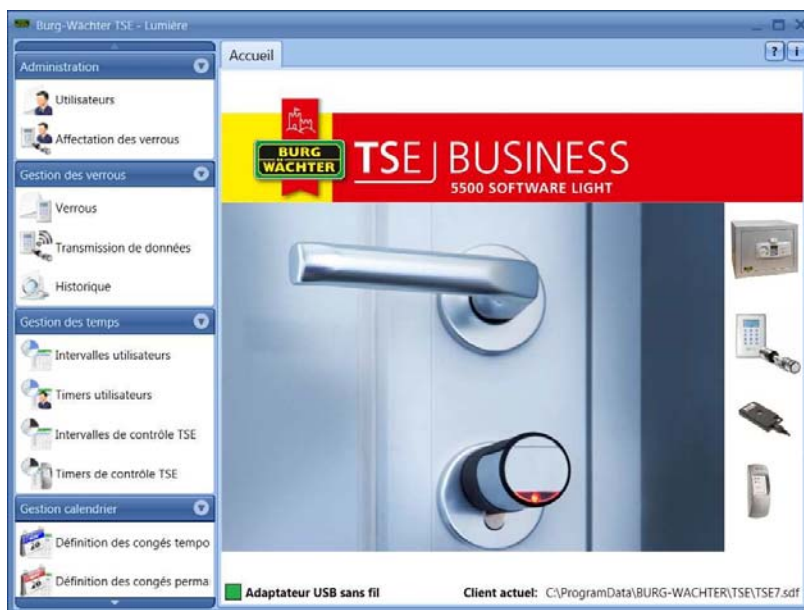 Burg-Wächter TSE - Lumière
Administration
Utilisateurs
Affectation des verrous
Gestion des verrous
Verrous
Transmission de données
Historique
Gestion des temps
Intervalles utilisateurs
Timers utilisateurs
Intervalles de contrôle TSE
Timers de contrôle TSE
Gestion calendrier
Définition des congés tempo
Définition des congés perma
Accueil
? i
BURG
WÄCHTER
TSE BUSINESS
5500 SOFTWARE LIGHT
Adaptateur USB sans fil
Client actuel: C:\ProgramData\BURG-WACHTER\TSE\TSE7.sdf